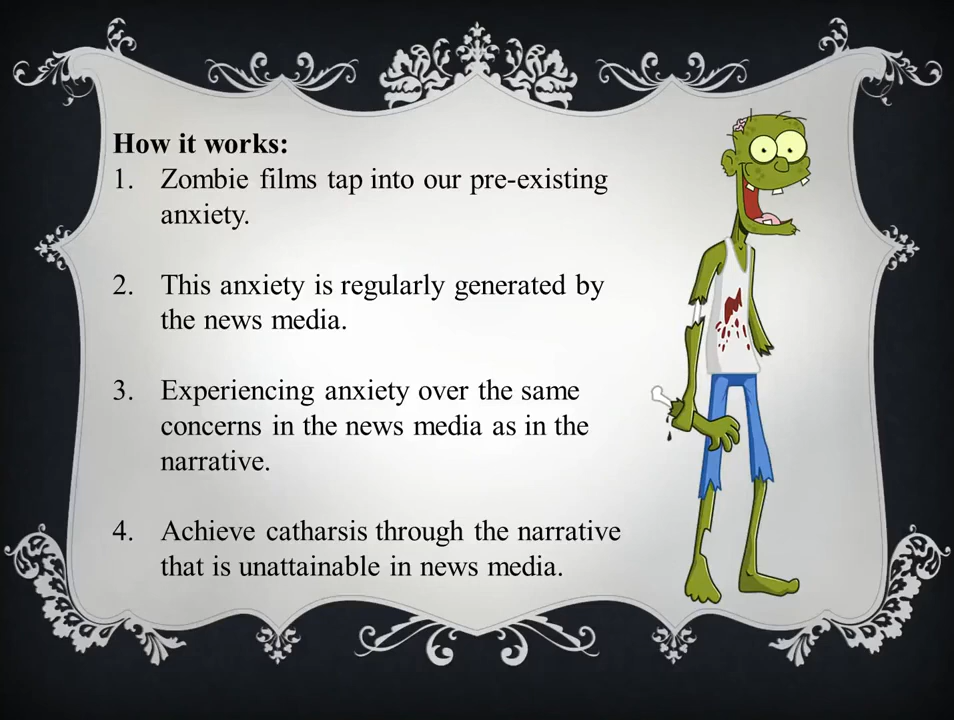 How it works:
1. Zombie films tap into our pre-existing
anxiety.
2. This anxiety is regularly generated by
the news media.
3. Experiencing anxiety over the same
concerns in the news media as in the
narrative.
4. Achieve catharsis through the narrative
that is unattainable in news media.